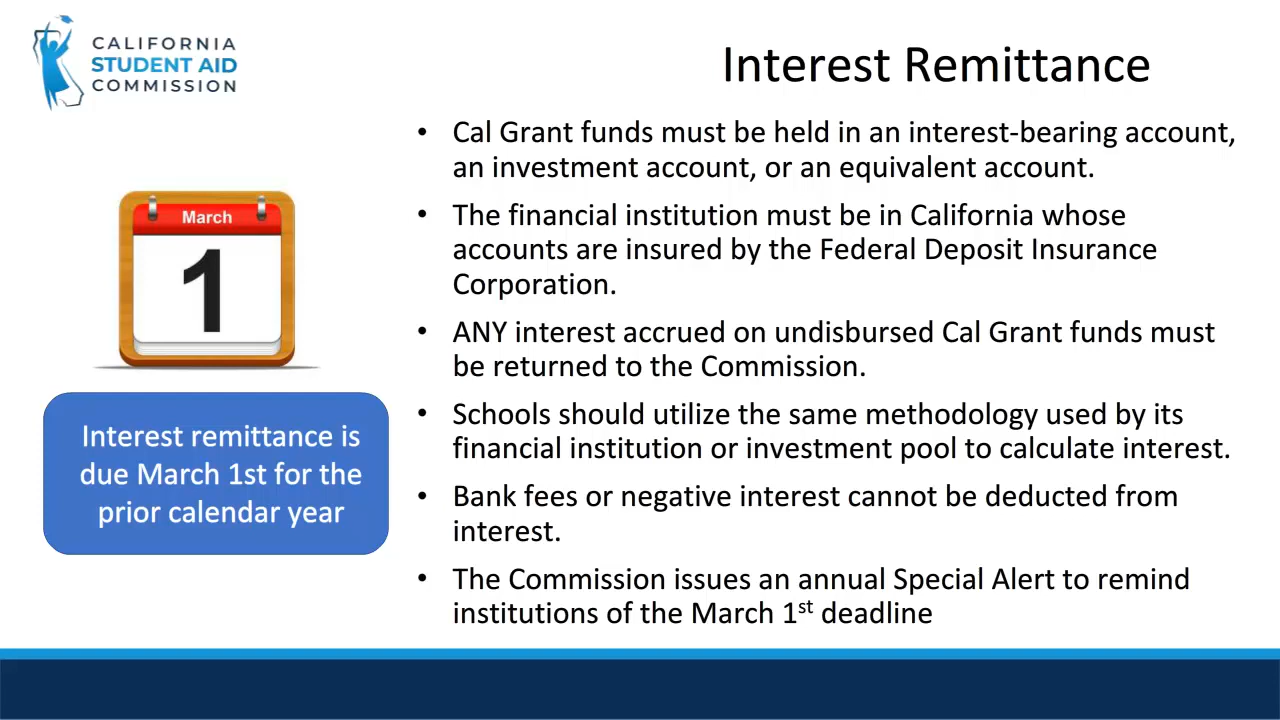 CALIFORNIA
STUDENT AID
COMMISSION
Interest Remittance
March
1
Interest remittance is
due March 1st for the
prior calendar year
• Cal Grant funds must be held in an interest-bearing account,
an investment account, or an equivalent account.
• The financial institution must be in California whose
accounts are insured by the Federal Deposit Insurance
Corporation.
• ANY interest accrued on undisbursed Cal Grant funds must
be returned to the Commission.
• Schools should utilize the same methodology used by its
financial institution or investment pool to calculate interest.
• Bank fees or negative interest cannot be deducted from
interest.
• The Commission issues an annual Special Alert to remind
institutions of the March 1st deadline